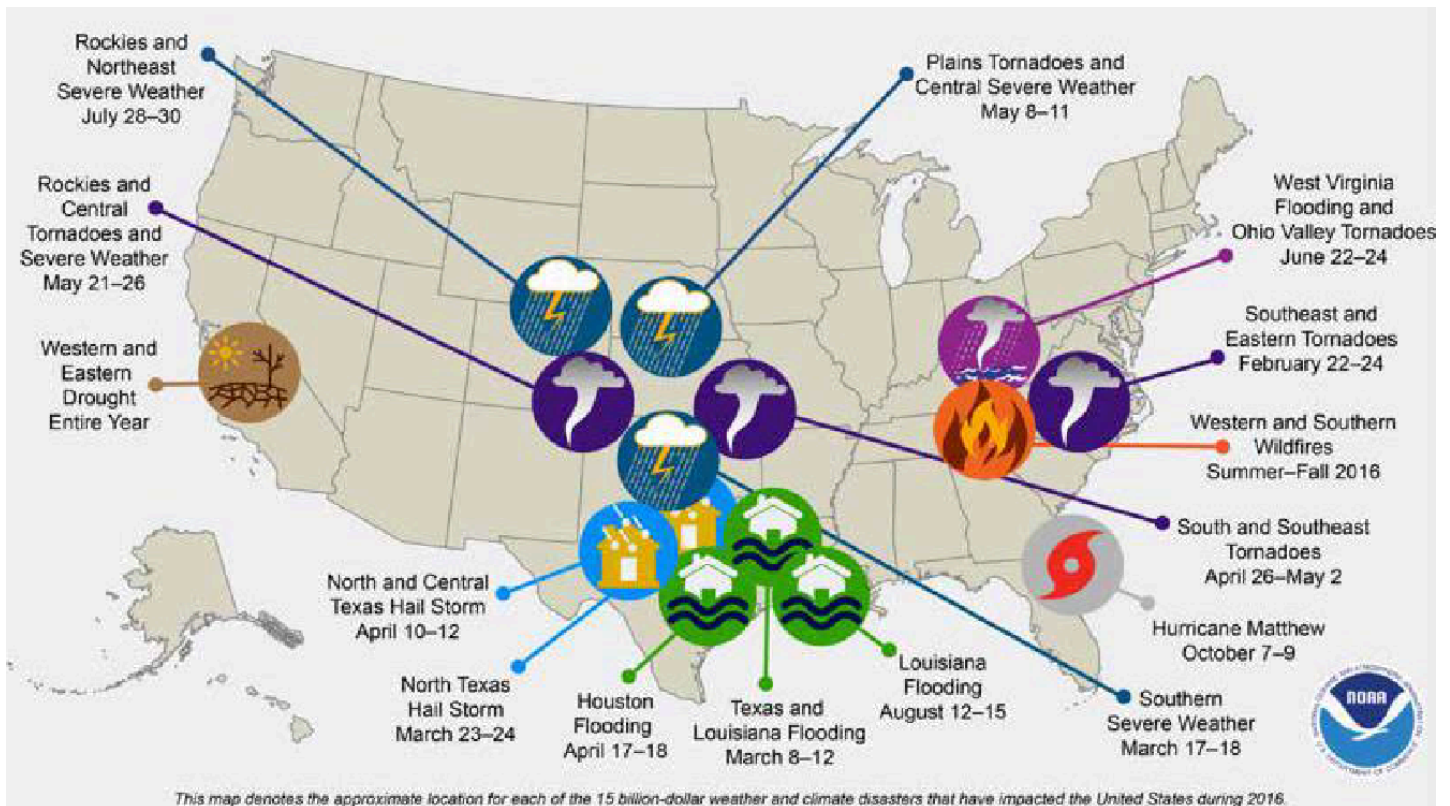 Rockies and
Northeast
Severe Weather
July 28–30
Plains Tornadoes and
Central Severe Weather
May 8–11
Rockies and
Central
Tornadoes and
Severe Weather
May 21–26
West Virginia
Flooding and
Ohio Valley Tornadoes
June 22–24
Southeast and
Eastern Tornadoes
February 22–24
Western and
Eastern
Drought
Entire Year
Western and Southern
Wildfires
Summer–Fall 2016
South and Southeast
Tornadoes
April 26–May 2
North and Central
Texas Hail Storm
April 10–12
Hurricane Matthew
October 7–9
North Texas
Hail Storm
March 23–24
Houston
Flooding
April 17–18
Texas and
Louisiana Flooding
March 8–12
Louisiana
Flooding
August 12–15
Southern
Severe Weather
March 17–18
NOAA
This map denotes the approximate location for each of the 15 billion-dollar weather and climate disasters that have impacted the United States during 2016.